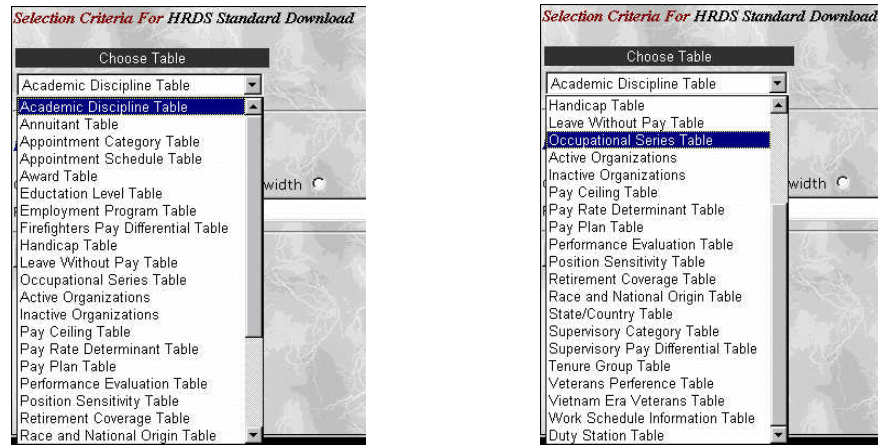 Selection Criteria For HRDS Standard Download
Choose Table
Academic Discipline Table
Academic Discipline Table
Annuitant Table
Appointment Category Table
Appointment Schedule Table
Award Table
Eductation Level Table
Employment Program Table
Firefighters Pay Differential Table
Handicap Table
Leave Without Pay Table
Occupational Series Table
Active Organizations
Inactive Organizations
Pay Ceiling Table
Pay Rate Determinant Table
Pay Plan Table
Performance Evaluation Table
Position Sensitivity Table
Retirement Coverage Table
Race and National Origin Table
width
Selection Criteria For HRDS Standard Download
Choose Table
Academic Discipline Table
Handicap Table
Leave Without Pay Table
Occupational Series Table
Active Organizations
Inactive Organizations
Pay Ceiling Table
Pay Rate Determinant Table
Pay Plan Table
Performance Evaluation Table
Position Sensitivity Table
Retirement Coverage Table
Race and National Origin Table
State/Country Table
Supervisory Category Table
Supervisory Pay Differential Table
Tenure Group Table
Veterans Perference Table
Vietnam Era Veterans Table
Work Schedule Information Table
Duty Station Table
width